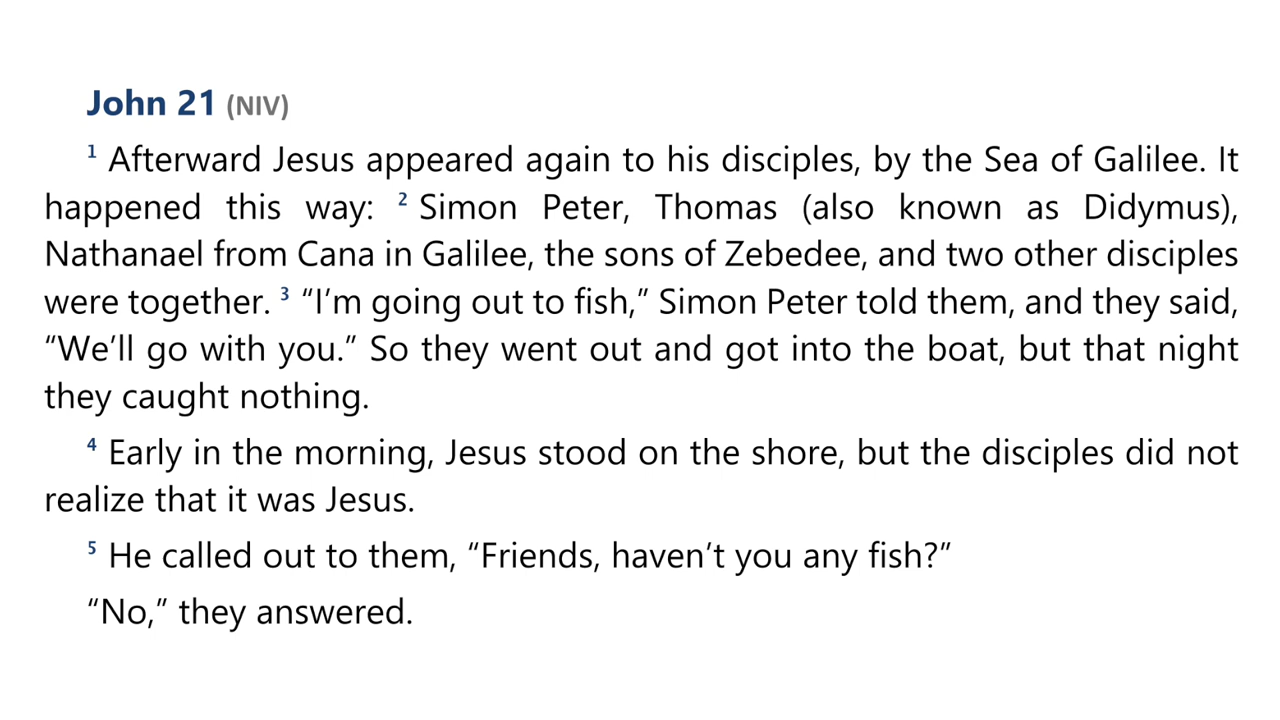 John 21 (NIV)
1 Afterward Jesus appeared again to his disciples, by the Sea of Galilee. It
happened this way: 2 Simon Peter, Thomas (also known as Didymus),
Nathanael from Cana in Galilee, the sons of Zebedee, and two other disciples
were together. 3 “I’m going out to fish,” Simon Peter told them, and they said,
“We’ll go with you.” So they went out and got into the boat, but that night
they caught nothing.
4 Early in the morning, Jesus stood on the shore, but the disciples did not
realize that it was Jesus.
5 He called out to them, “Friends, haven’t you any fish?”
“No,” they answered.